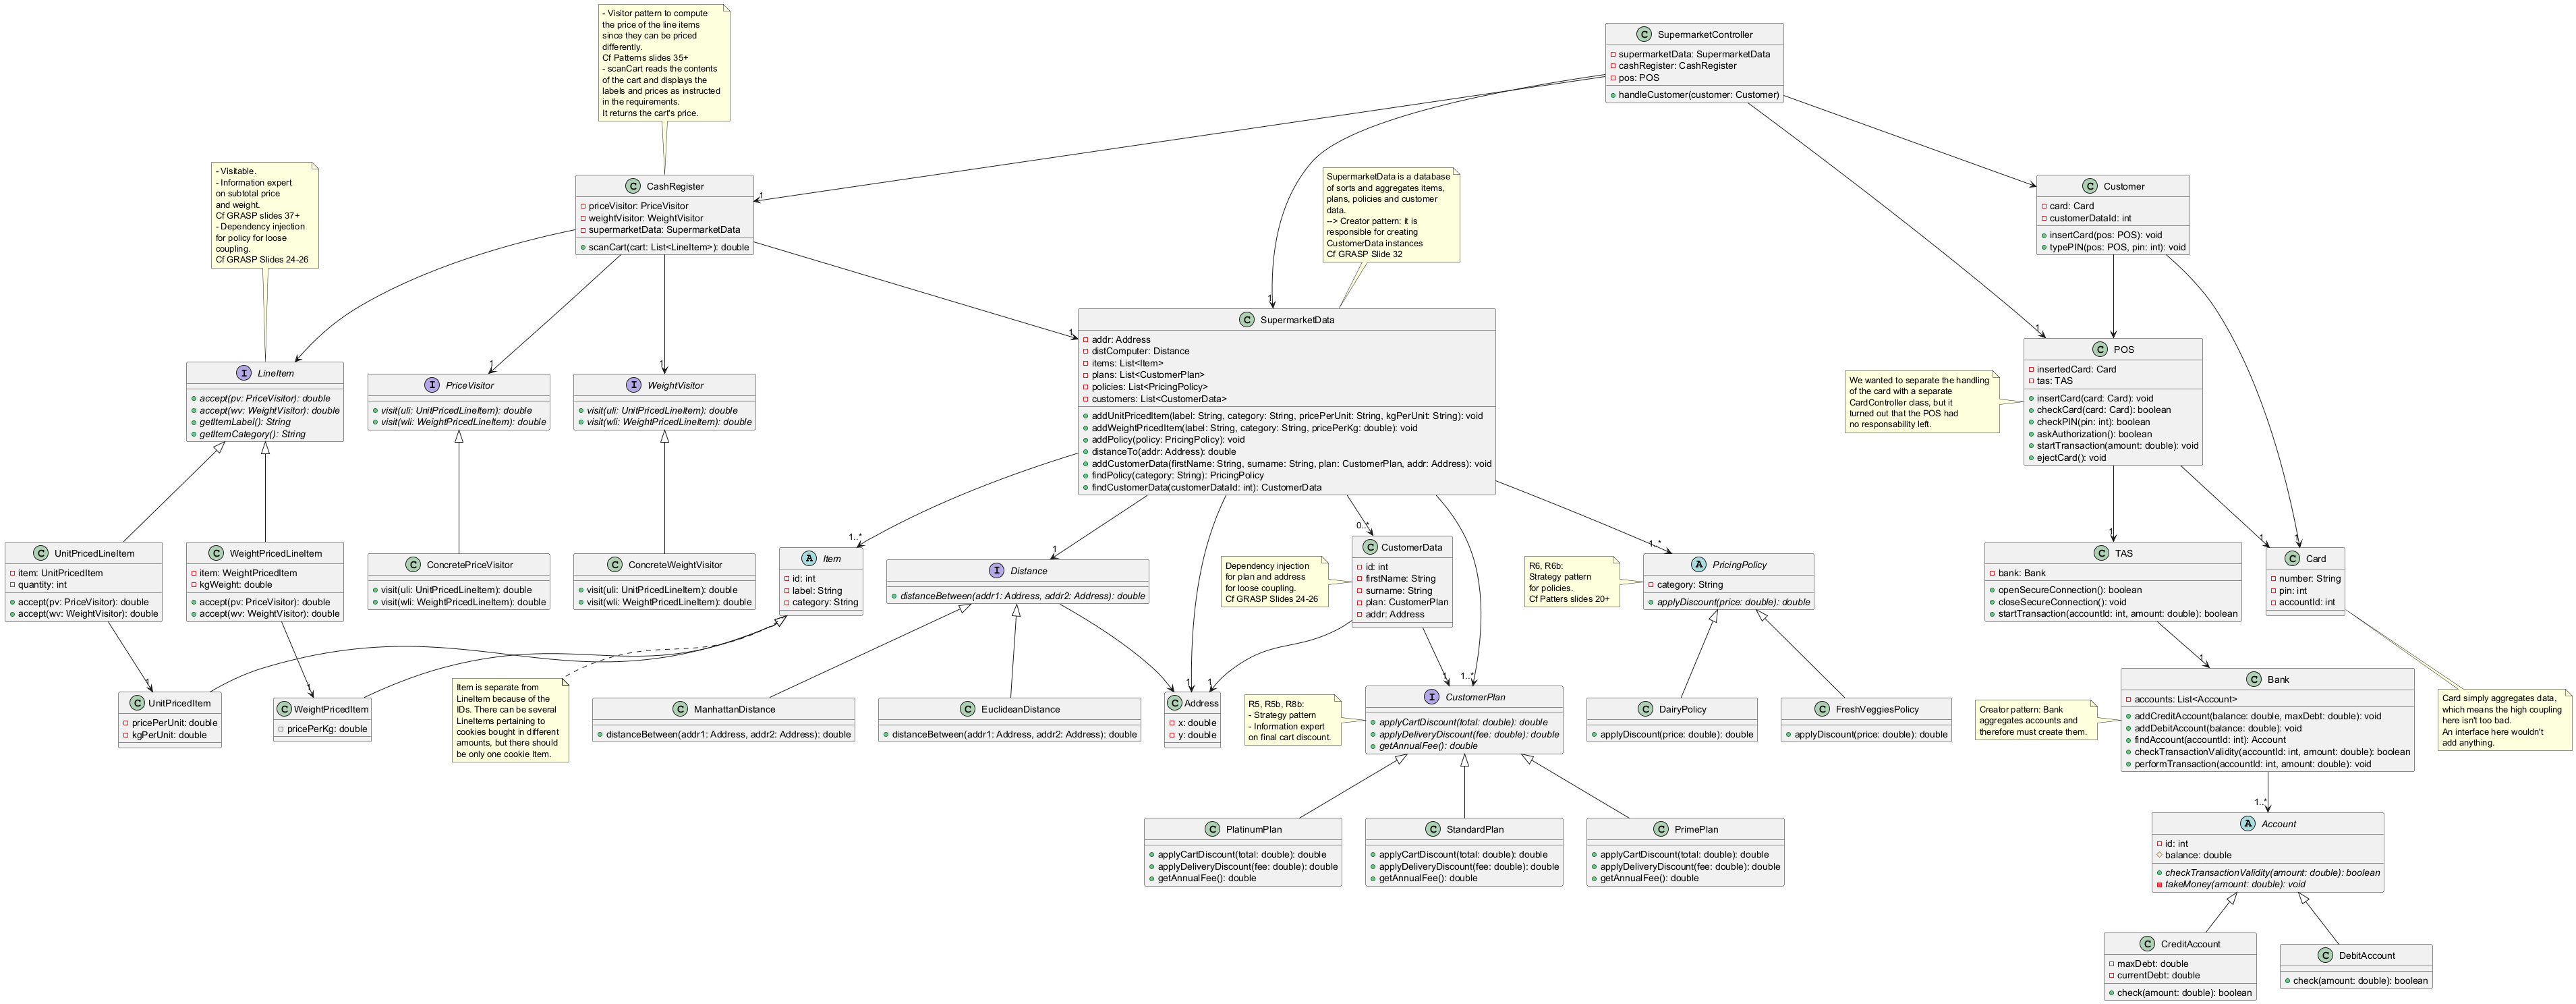 - Visitor pattern to compute
the price of the line items
since they can be priced
differently.
Cf Patterns slides 35+
- scanCart reads the contents
of the cart and displays the
labels and prices as instructed
in the requirements.
It returns the cart's price.
C SupermarketController
supermarketData: SupermarketData
cashRegister: CashRegister
pos: POS
handleCustomer(customer: Customer)
- Visitable.
- Information expert
on subtotal price
and weight.
Cf GRASP slides 37+
- Dependency injection
for policy for loose
coupling.
Cf GRASP Slides 24-26
1
C CashRegister
priceVisitor: PriceVisitor
weightVisitor: WeightVisitor
supermarketData: SupermarketData
scanCart(cart: List<LineItem>): double
SupermarketData is a database
of sorts and aggregates items,
plans, policies and customer
data.
--> Creator pattern: it is
responsible for creating
CustomerData instances
Cf GRASP Slide 32
C Customer
card: Card
customerDataId: int
insertCard(pos: POS): void
typePIN(pos: POS, pin: int): void
I LineItem
accept(pv: PriceVisitor): double
accept(wv: WeightVisitor): double
getItemLabel(): String
getItemCategory(): String
1
I PriceVisitor
visit(uli: UnitPricedLineItem): double
visit(wli: WeightPricedLineItem): double
1
I WeightVisitor
visit(uli: UnitPricedLineItem): double
visit(wli: WeightPricedLineItem): double
1
1
C SupermarketData
addr: Address
distComputer: Distance
items: List<Item>
plans: List<CustomerPlan>
policies: List<PricingPolicy>
customers: List<CustomerData>
addUnitPricedItem(label: String, category: String, pricePerUnit: String, kgPerUnit: String): void
addWeightPricedItem(label: String, category: String, pricePerKg: double): void
addPolicy(policy: PricingPolicy): void
distanceTo(addr: Address): double
addCustomerData(firstName: String, surname: String, plan: CustomerPlan, addr: Address): void
findPolicy(category: String): PricingPolicy
findCustomerData(customerDataId: int): CustomerData
We wanted to separate the handling
of the card with a separate
CardController class, but it
turned out that the POS had
no responsability left.
1
C POS
insertedCard: Card
tas: TAS
insertCard(card: Card): void
checkCard(card: Card): boolean
checkPIN(pin: int): boolean
askAuthorization(): boolean
startTransaction(amount: double): void
ejectCard(): void
C UnitPricedLineItem
item: UnitPricedItem
quantity: int
accept(pv: PriceVisitor): double
accept(wv: WeightVisitor): double
C WeightPricedLineItem
item: WeightPricedItem
kgWeight: double
accept(pv: PriceVisitor): double
accept(wv: WeightVisitor): double
C ConcretePriceVisitor
visit(uli: UnitPricedLineItem): double
visit(wli: WeightPricedLineItem): double
C ConcreteWeightVisitor
visit(uli: UnitPricedLineItem): double
visit(wli: WeightPricedLineItem): double
1..*
A Item
id: int
label: String
category: String
1
I Distance
distanceBetween(addr1: Address, addr2: Address): double
Dependency injection
for plan and address
for loose coupling.
Cf GRASP Slides 24-26
0..*
C CustomerData
id: int
firstName: String
surname: String
plan: CustomerPlan
addr: Address
R6, R6b:
Strategy pattern
for policies.
Cf Patters slides 20+
1..*
A PricingPolicy
category: String
applyDiscount(price: double): double
1
C TAS
bank: Bank
openSecureConnection(): boolean
closeSecureConnection(): void
startTransaction(accountId: int, amount: double): boolean
1
1
C Card
number: String
pin: int
accountId: int
1
C UnitPricedItem
pricePerUnit: double
kgPerUnit: double
1
C WeightPricedItem
pricePerKg: double
Item is separate from
LineItem because of the
IDs. There can be several
LineItems pertaining to
cookies bought in different
amounts, but there should
be only one cookie Item.
C ManhattanDistance
distanceBetween(addr1: Address, addr2: Address): double
C EuclideanDistance
distanceBetween(addr1: Address, addr2: Address): double
1
1
C Address
x: double
y: double
R5, R5b, R8b:
- Strategy pattern
- Information expert
on final cart discount.
1
1..*
I CustomerPlan
applyCartDiscount(total: double): double
applyDeliveryDiscount(fee: double): double
getAnnualFee(): double
C DairyPolicy
applyDiscount(price: double): double
C FreshVeggiesPolicy
applyDiscount(price: double): double
Creator pattern: Bank
aggregates accounts and
therefore must create them.
1
C Bank
accounts: List<Account>
addCreditAccount(balance: double, maxDebt: double): void
addDebitAccount(balance: double): void
findAccount(accountId: int): Account
checkTransactionValidity(accountId: int, amount: double): boolean
performTransaction(accountId: int, amount: double): void
Card simply aggregates data,
which means the high coupling
here isn't too bad.
An interface here wouldn't
add anything.
C PlatinumPlan
applyCartDiscount(total: double): double
applyDeliveryDiscount(fee: double): double
getAnnualFee(): double
C StandardPlan
applyCartDiscount(total: double): double
applyDeliveryDiscount(fee: double): double
getAnnualFee(): double
C PrimePlan
applyCartDiscount(total: double): double
applyDeliveryDiscount(fee: double): double
getAnnualFee(): double
1..*
A Account
id: int
balance: double
checkTransactionValidity(amount: double): boolean
takeMoney(amount: double): void
C CreditAccount
maxDebt: double
currentDebt: double
check(amount: double): boolean
C DebitAccount
check(amount: double): boolean